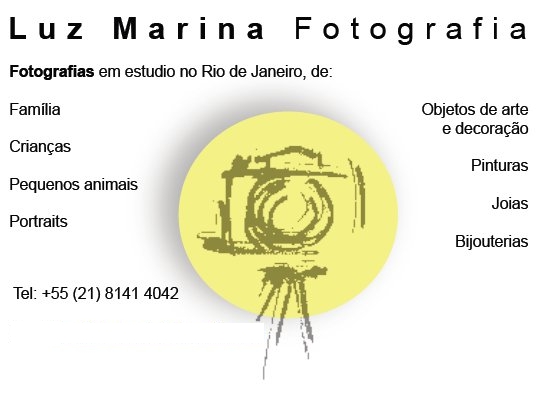 Luz Marina Fotografia
Fotografias em estudio no Rio de Janeiro, de:
Família
Crianças
Pequenos animais
Portraits
Objetos de arte
e decoração
Pinturas
Joias
Bijouterias
Tel: +55 (21) 8141 4042